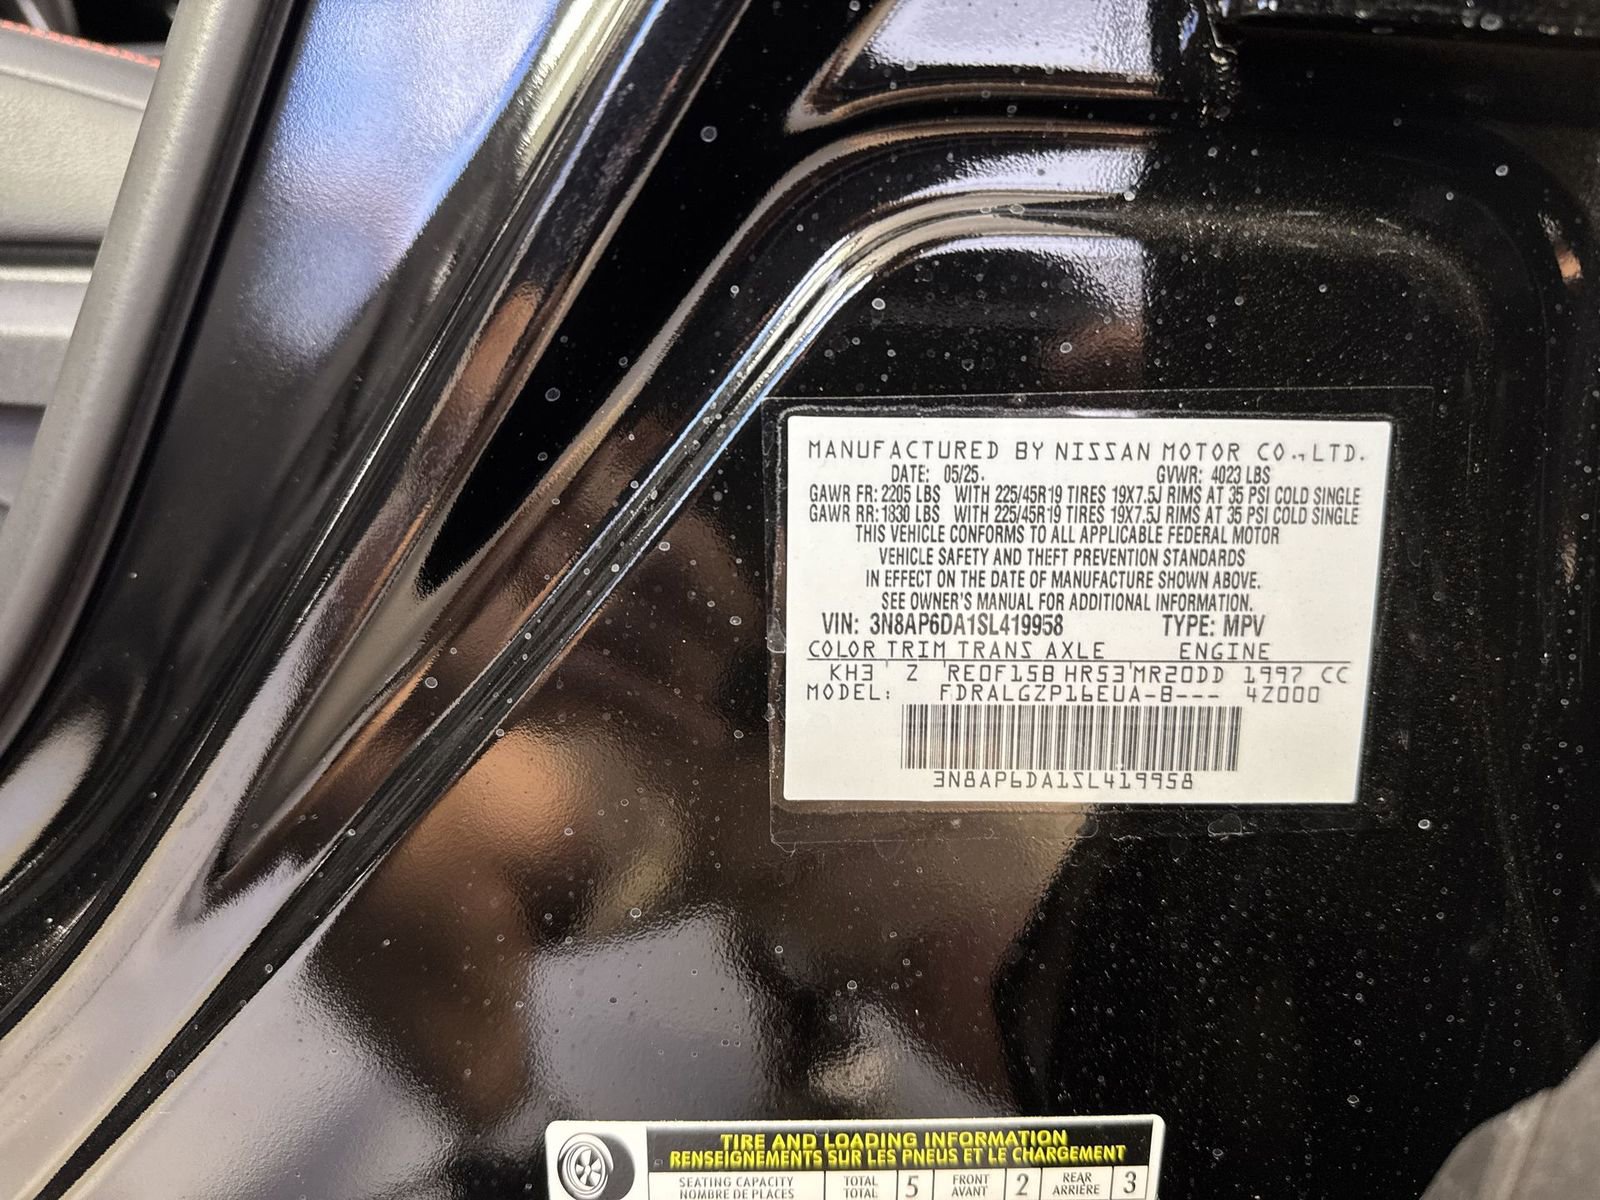 MANUFACTURED BY NISSAN MOTOR CO., LTD.
DATE: 05/25. GVWR: 4023 LBS
GAWR FR: 2205 LBS WITH 225/45R19 TIRES 19X7.5J RIMS AT 35 PSI COLD SINGLE
GAWR RR: 1830 LBS WITH 225/45R19 TIRES 19X7.5J RIMS AT 35 PSI COLD SINGLE
THIS VEHICLE CONFORMS TO ALL APPLICABLE FEDERAL MOTOR
VEHICLE SAFETY AND THEFT PREVENTION STANDARDS
IN EFFECT ON THE DATE OF MANUFACTURE SHOWN ABOVE.
SEE OWNER'S MANUAL FOR ADDITIONAL INFORMATION.
VIN: 3N8AP6DA1SL419958 TYPE: MPV
COLOR TRIM TRANS AXLE ENGINE
KH3 Z RE0F15B HR53 MR20DD 1997 CC
MODEL: FDRALGZP16EUA-B--- 4Z000
3N8AP6DA1SL419958
TIRE AND LOADING INFORMATION
RENSEIGNEMENTS SUR LES PNEUS ET LE CHARGEMENT
SEATING CAPACITY TOTAL 5 FRONT 2 REAR 3
NOMBRE DE PLACES TOTAL AVANT ARRIÈRE